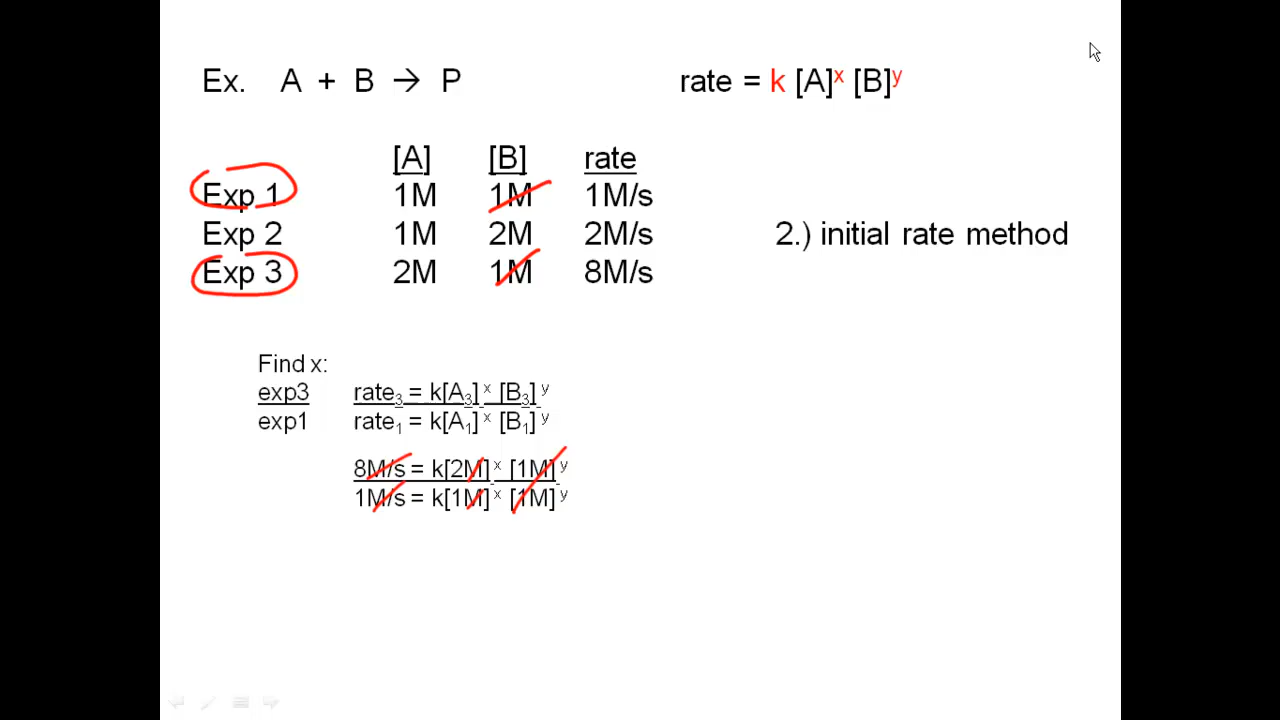 Ex. A + B → P rate = k [A]ˣ [B]ʸ
[A] [B] rate
Exp 1 1M 1M 1M/s
Exp 2 1M 2M 2M/s 2.) initial rate method
Exp 3 2M 1M 8M/s
Find x:
exp3 rate₃ = k[A₃]ˣ [B₃]ʸ
exp1 rate₁ = k[A₁]ˣ [B₁]ʸ
8M/s = k[2M]ˣ [1M]ʸ
1M/s = k[1M]ˣ [1M]ʸ